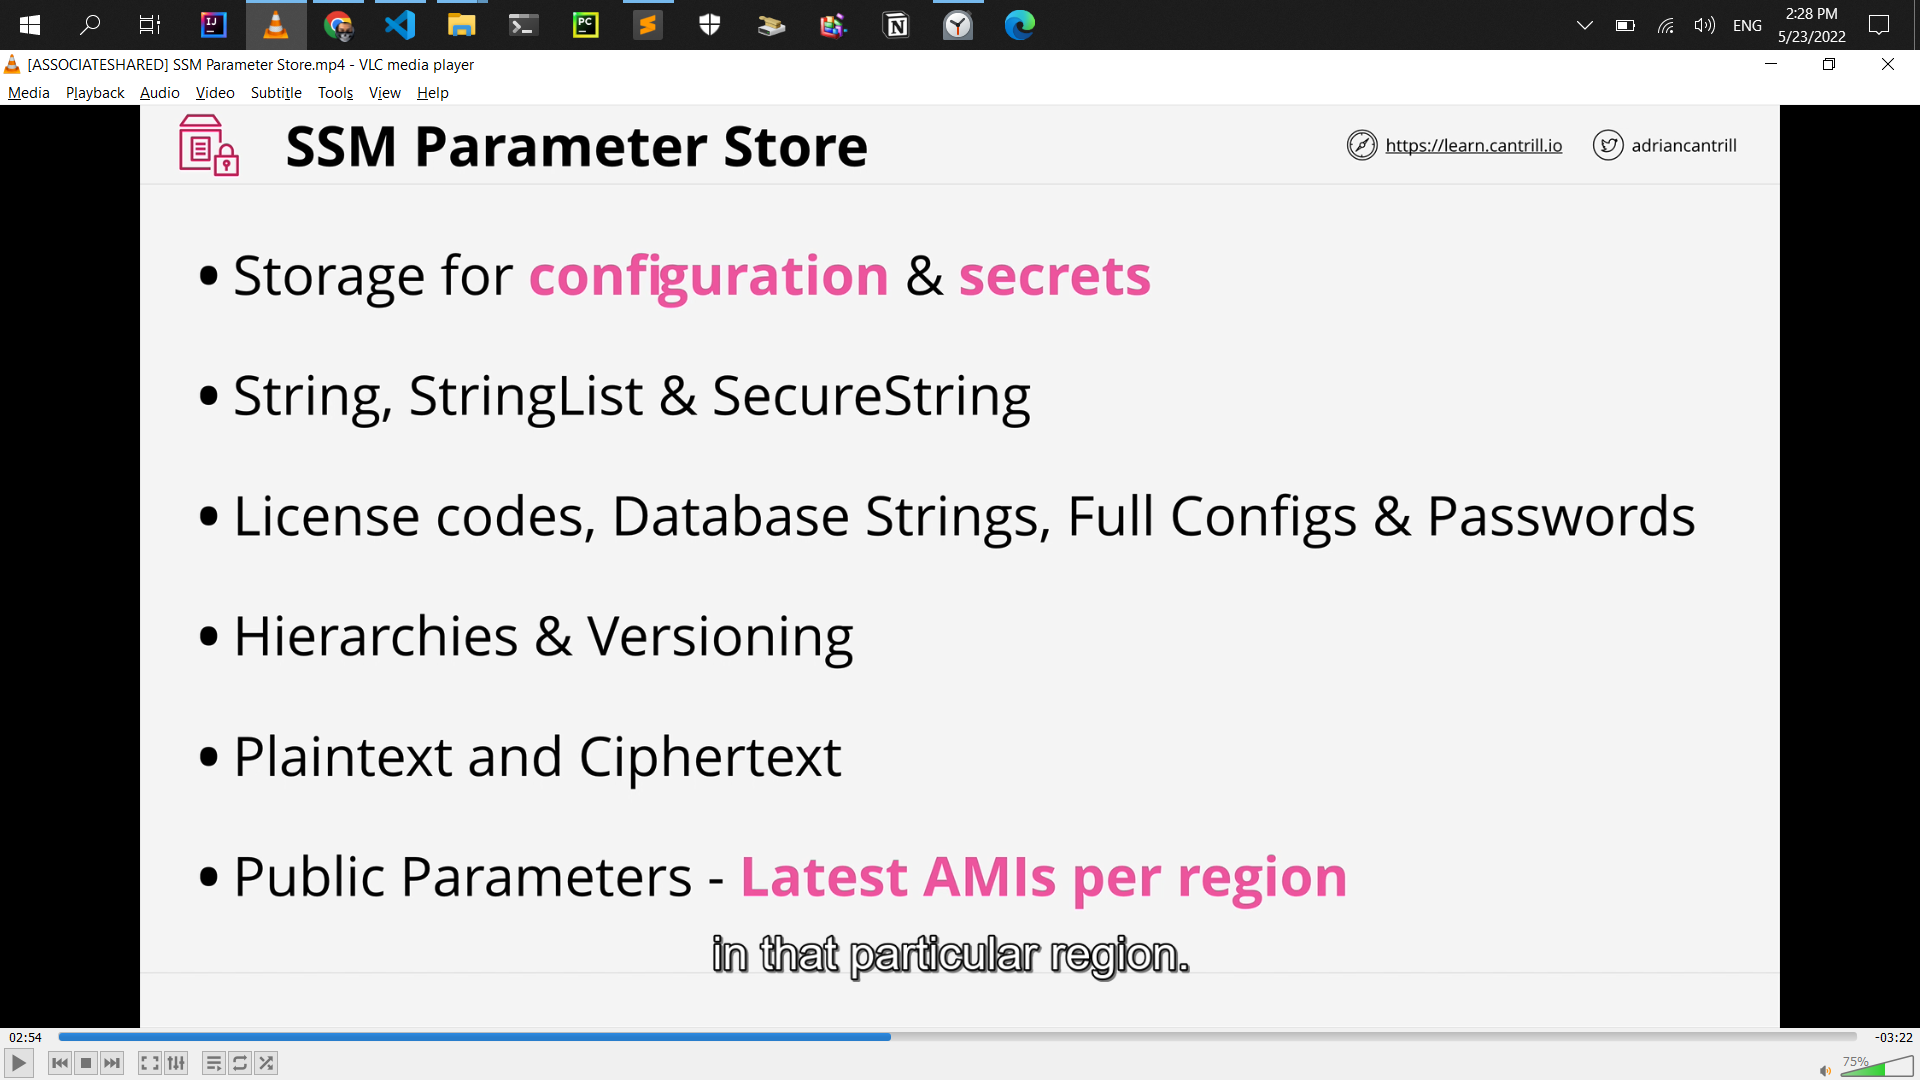 IJ
PC
N
ENG
2:28 PM
5/23/2022
[ASSOCIATESHARED] SSM Parameter Store.mp4 - VLC media player
Media Playback Audio Video Subtitle Tools View Help
SSM Parameter Store
https://learn.cantrill.io
adriancantrill
• Storage for configuration & secrets
• String, StringList & SecureString
• License codes, Database Strings, Full Configs & Passwords
• Hierarchies & Versioning
• Plaintext and Ciphertext
• Public Parameters - Latest AMIs per region
in that particular region.
02:54
-03:22
75%